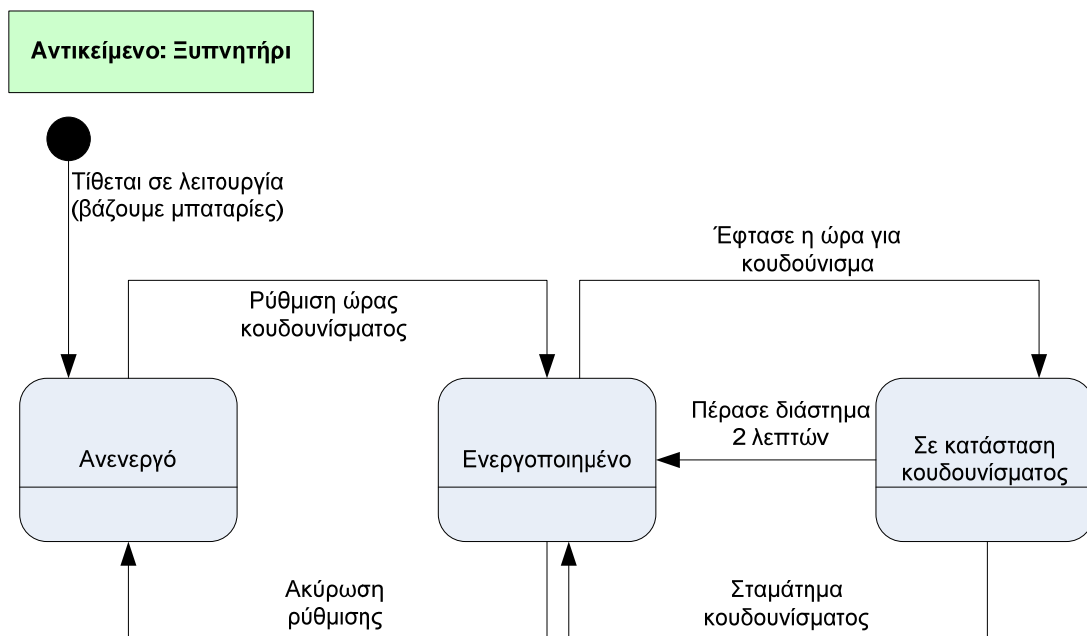 Αντικείμενο: Ξυπνητήρι
Τίθεται σε λειτουργία
(βάζουμε μπαταρίες)
Έφτασε η ώρα για
κουδούνισμα
Ρύθμιση ώρας
κουδουνίσματος
Πέρασε διάστημα
2 λεπτών
Ανενεργό
Ενεργοποιημένο
Σε κατάσταση
κουδουνίσματος
Ακύρωση
ρύθμισης
Σταμάτημα
κουδουνίσματος